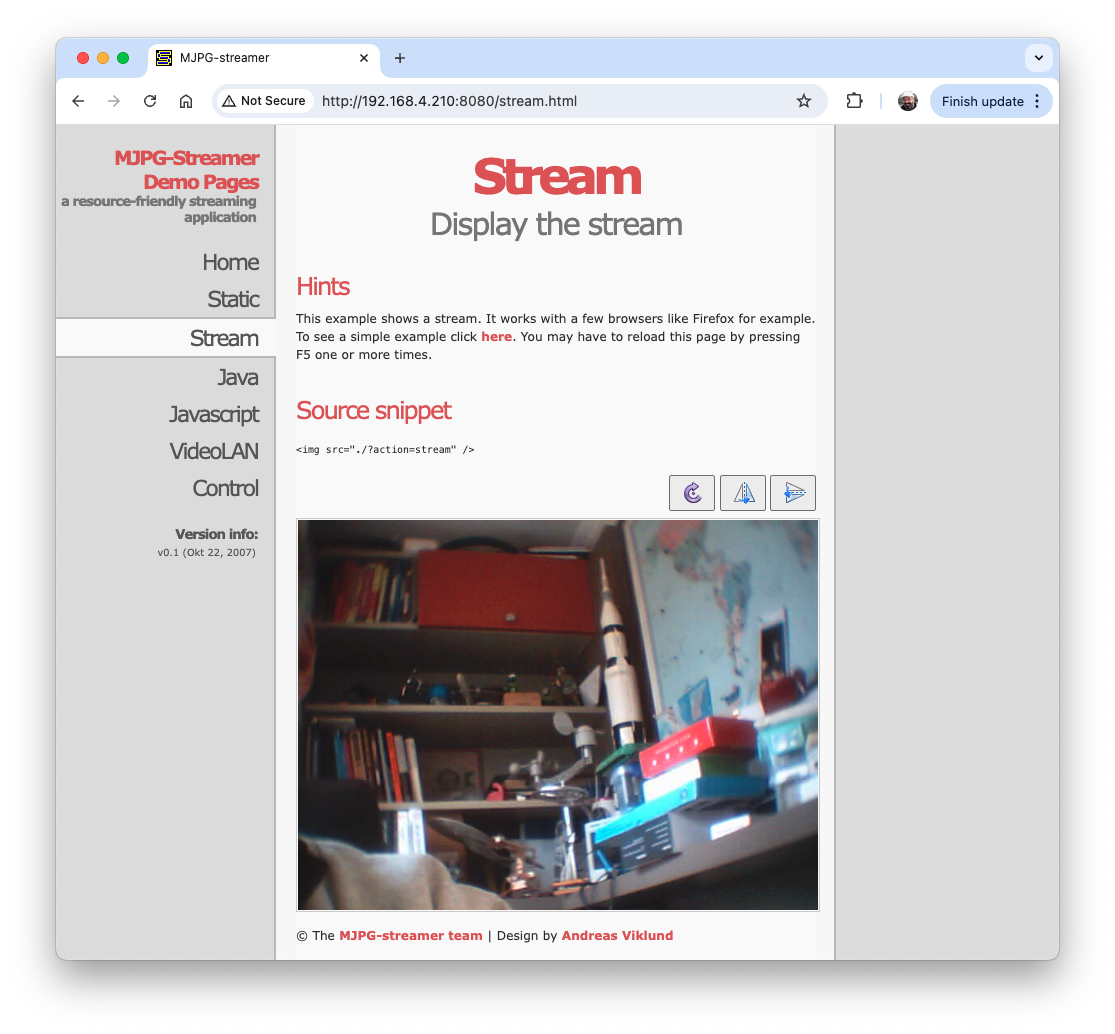 MJPG-streamer
Not Secure
http://192.168.4.210:8080/stream.html
Finish update
MJPG-Streamer
Demo Pages
a resource-friendly streaming
application
Home
Static
Stream
Java
Javascript
VideoLAN
Control
Version info:
v0.1 (Okt 22, 2007)
Stream
Display the stream
Hints
This example shows a stream. It works with a few browsers like Firefox for example.
To see a simple example click here. You may have to reload this page by pressing
F5 one or more times.
Source snippet
<img src="./?action=stream" />
© The MJPG-streamer team | Design by Andreas Viklund